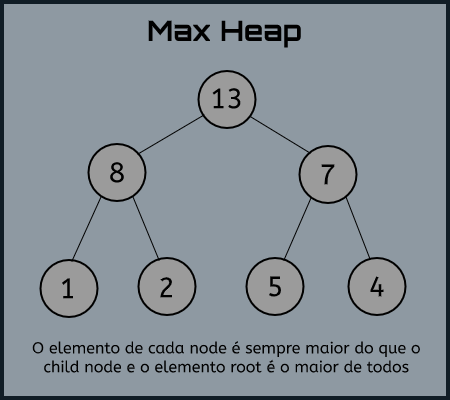 Max Heap
13
8
7
1
2
5
4
O elemento de cada node é sempre maior do que o
child node e o elemento root é o maior de todos